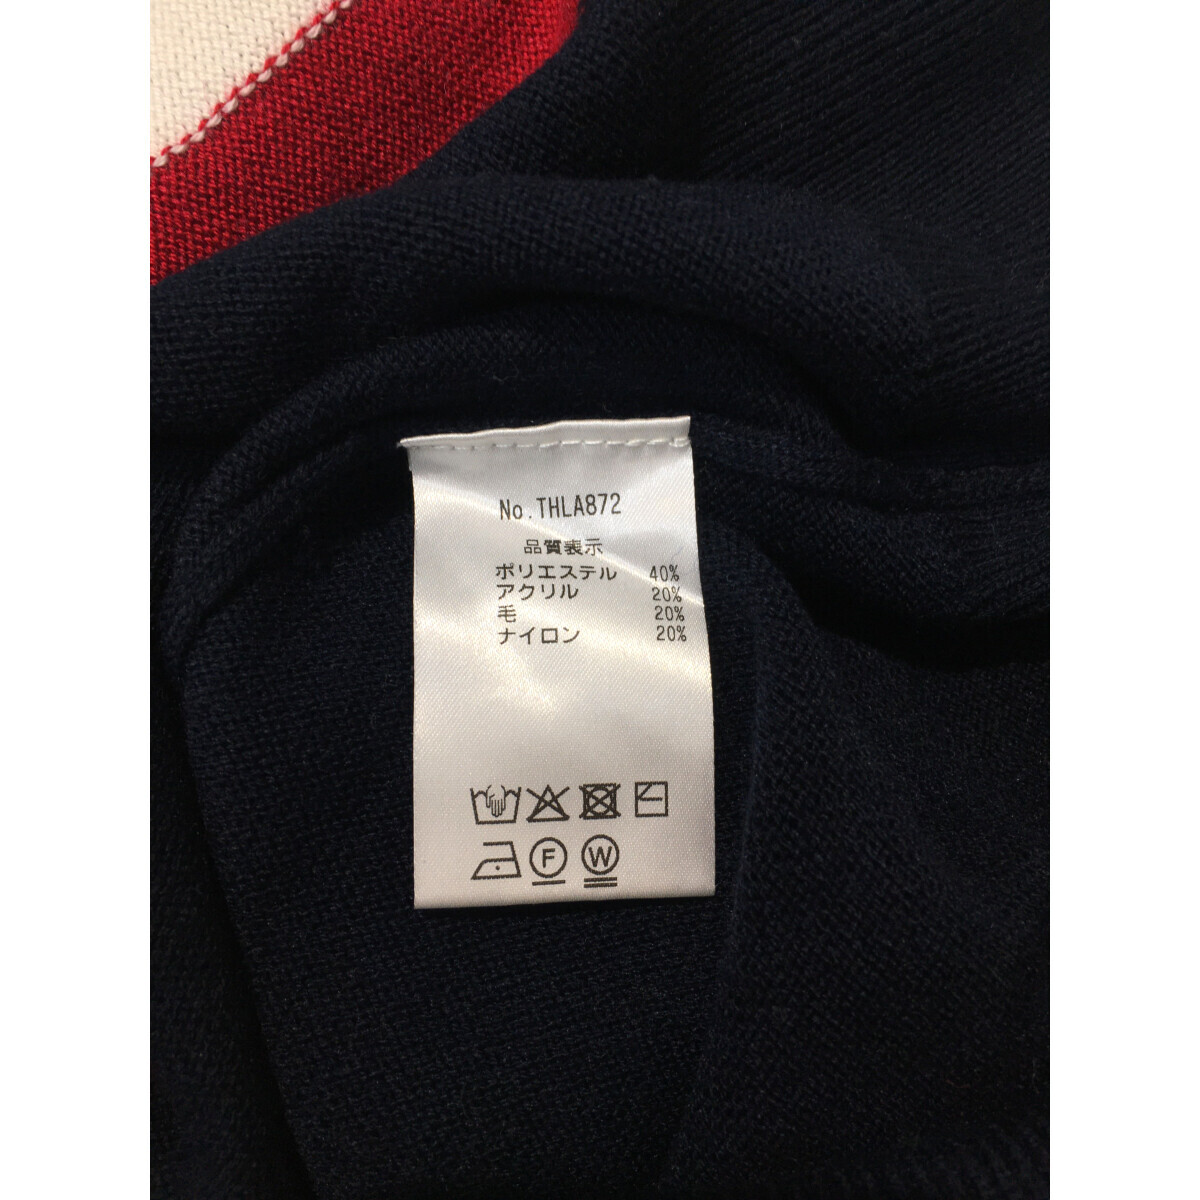 No.THLA872
品質表示
ポリエステル 40%
アクリル 20%
毛 20%
ナイロン 20%
F W